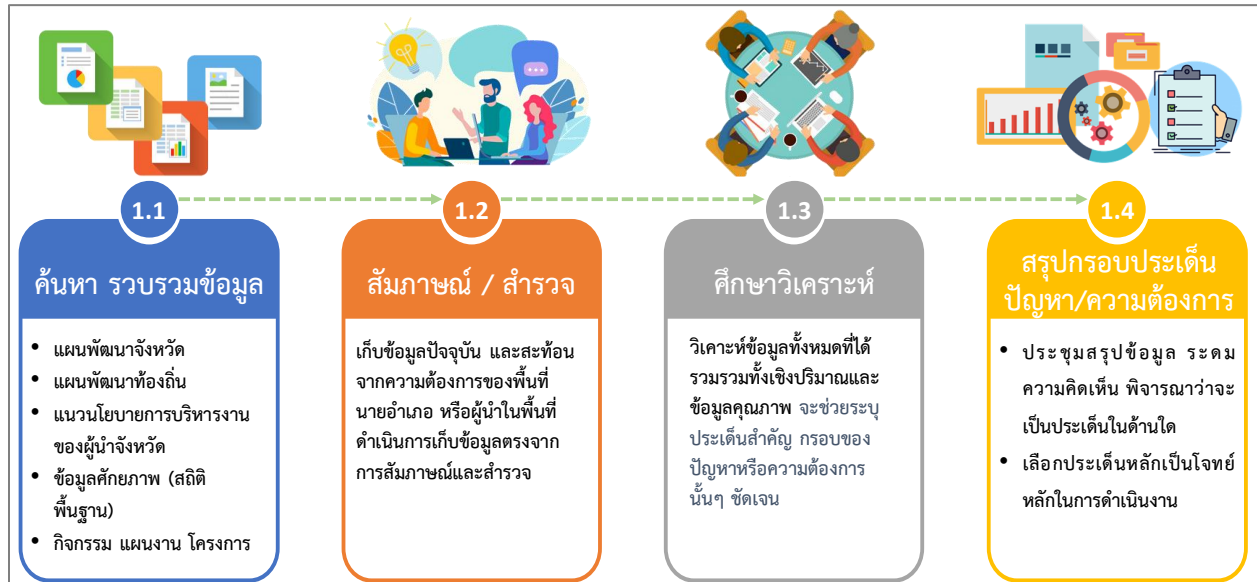 1.1
ค้นหา รวบรวมข้อมูล
• แผนพัฒนาจังหวัด
• แผนพัฒนาท้องถิ่น
• แนวนโยบายการบริหารงาน
ของผู้นำจังหวัด
• ข้อมูลศักยภาพ (สถิติ
พื้นฐาน)
• กิจกรรม แผนงาน โครงการ
1.2
สัมภาษณ์ / สำรวจ
เก็บข้อมูลปัจจุบัน และสะท้อน
จากความต้องการของพื้นที่
นายอำเภอ หรือผู้นำในพื้นที่
ดำเนินการเก็บข้อมูลตรงจาก
การสัมภาษณ์และสำรวจ
1.3
ศึกษาวิเคราะห์
วิเคาะห์ข้อมูลทั้งหมดที่ได้
รวมรวมทั้งเชิงปริมาณและ
ข้อมูลคุณภาพ จะช่วยระบุ
ประเด็นสำคัญ กรอบของ
ปัญหาหรือความต้องการ
นั้นๆ ชัดเจน
1.4
สรุปกรอบประเด็น
ปัญหา/ความต้องการ
• ประชุมสรุปข้อมูล ระดม
ความคิดเห็น พิจารณาว่าจะ
เป็นประเด็นในด้านใด
• เลือกประเด็นหลักเป็นโจทย์
หลักในการดำเนินงาน